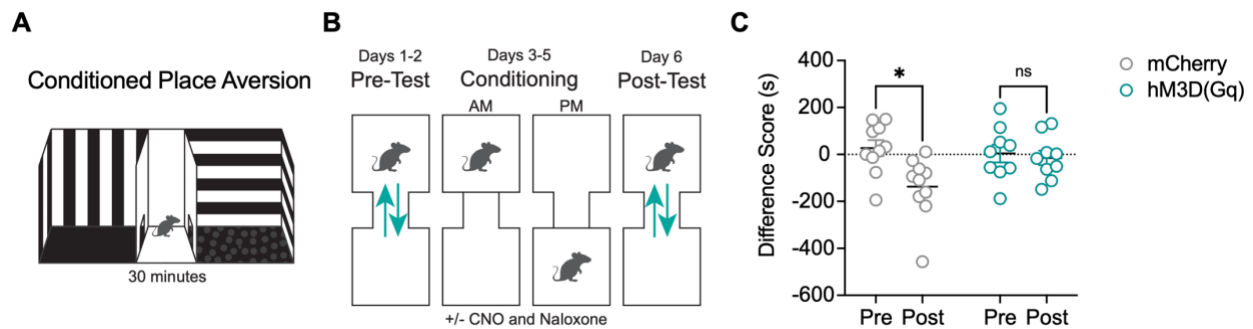 A
Conditioned Place Aversion
30 minutes
B
Days 1-2
Pre-Test
Days 3-5
Conditioning
Day 6
Post-Test
AM
PM
+/- CNO and Naloxone
C
Difference Score (s)
400
200
0
-200
-400
-600
*
ns
Pre Post
Pre Post
mCherry
hM3D(Gq)